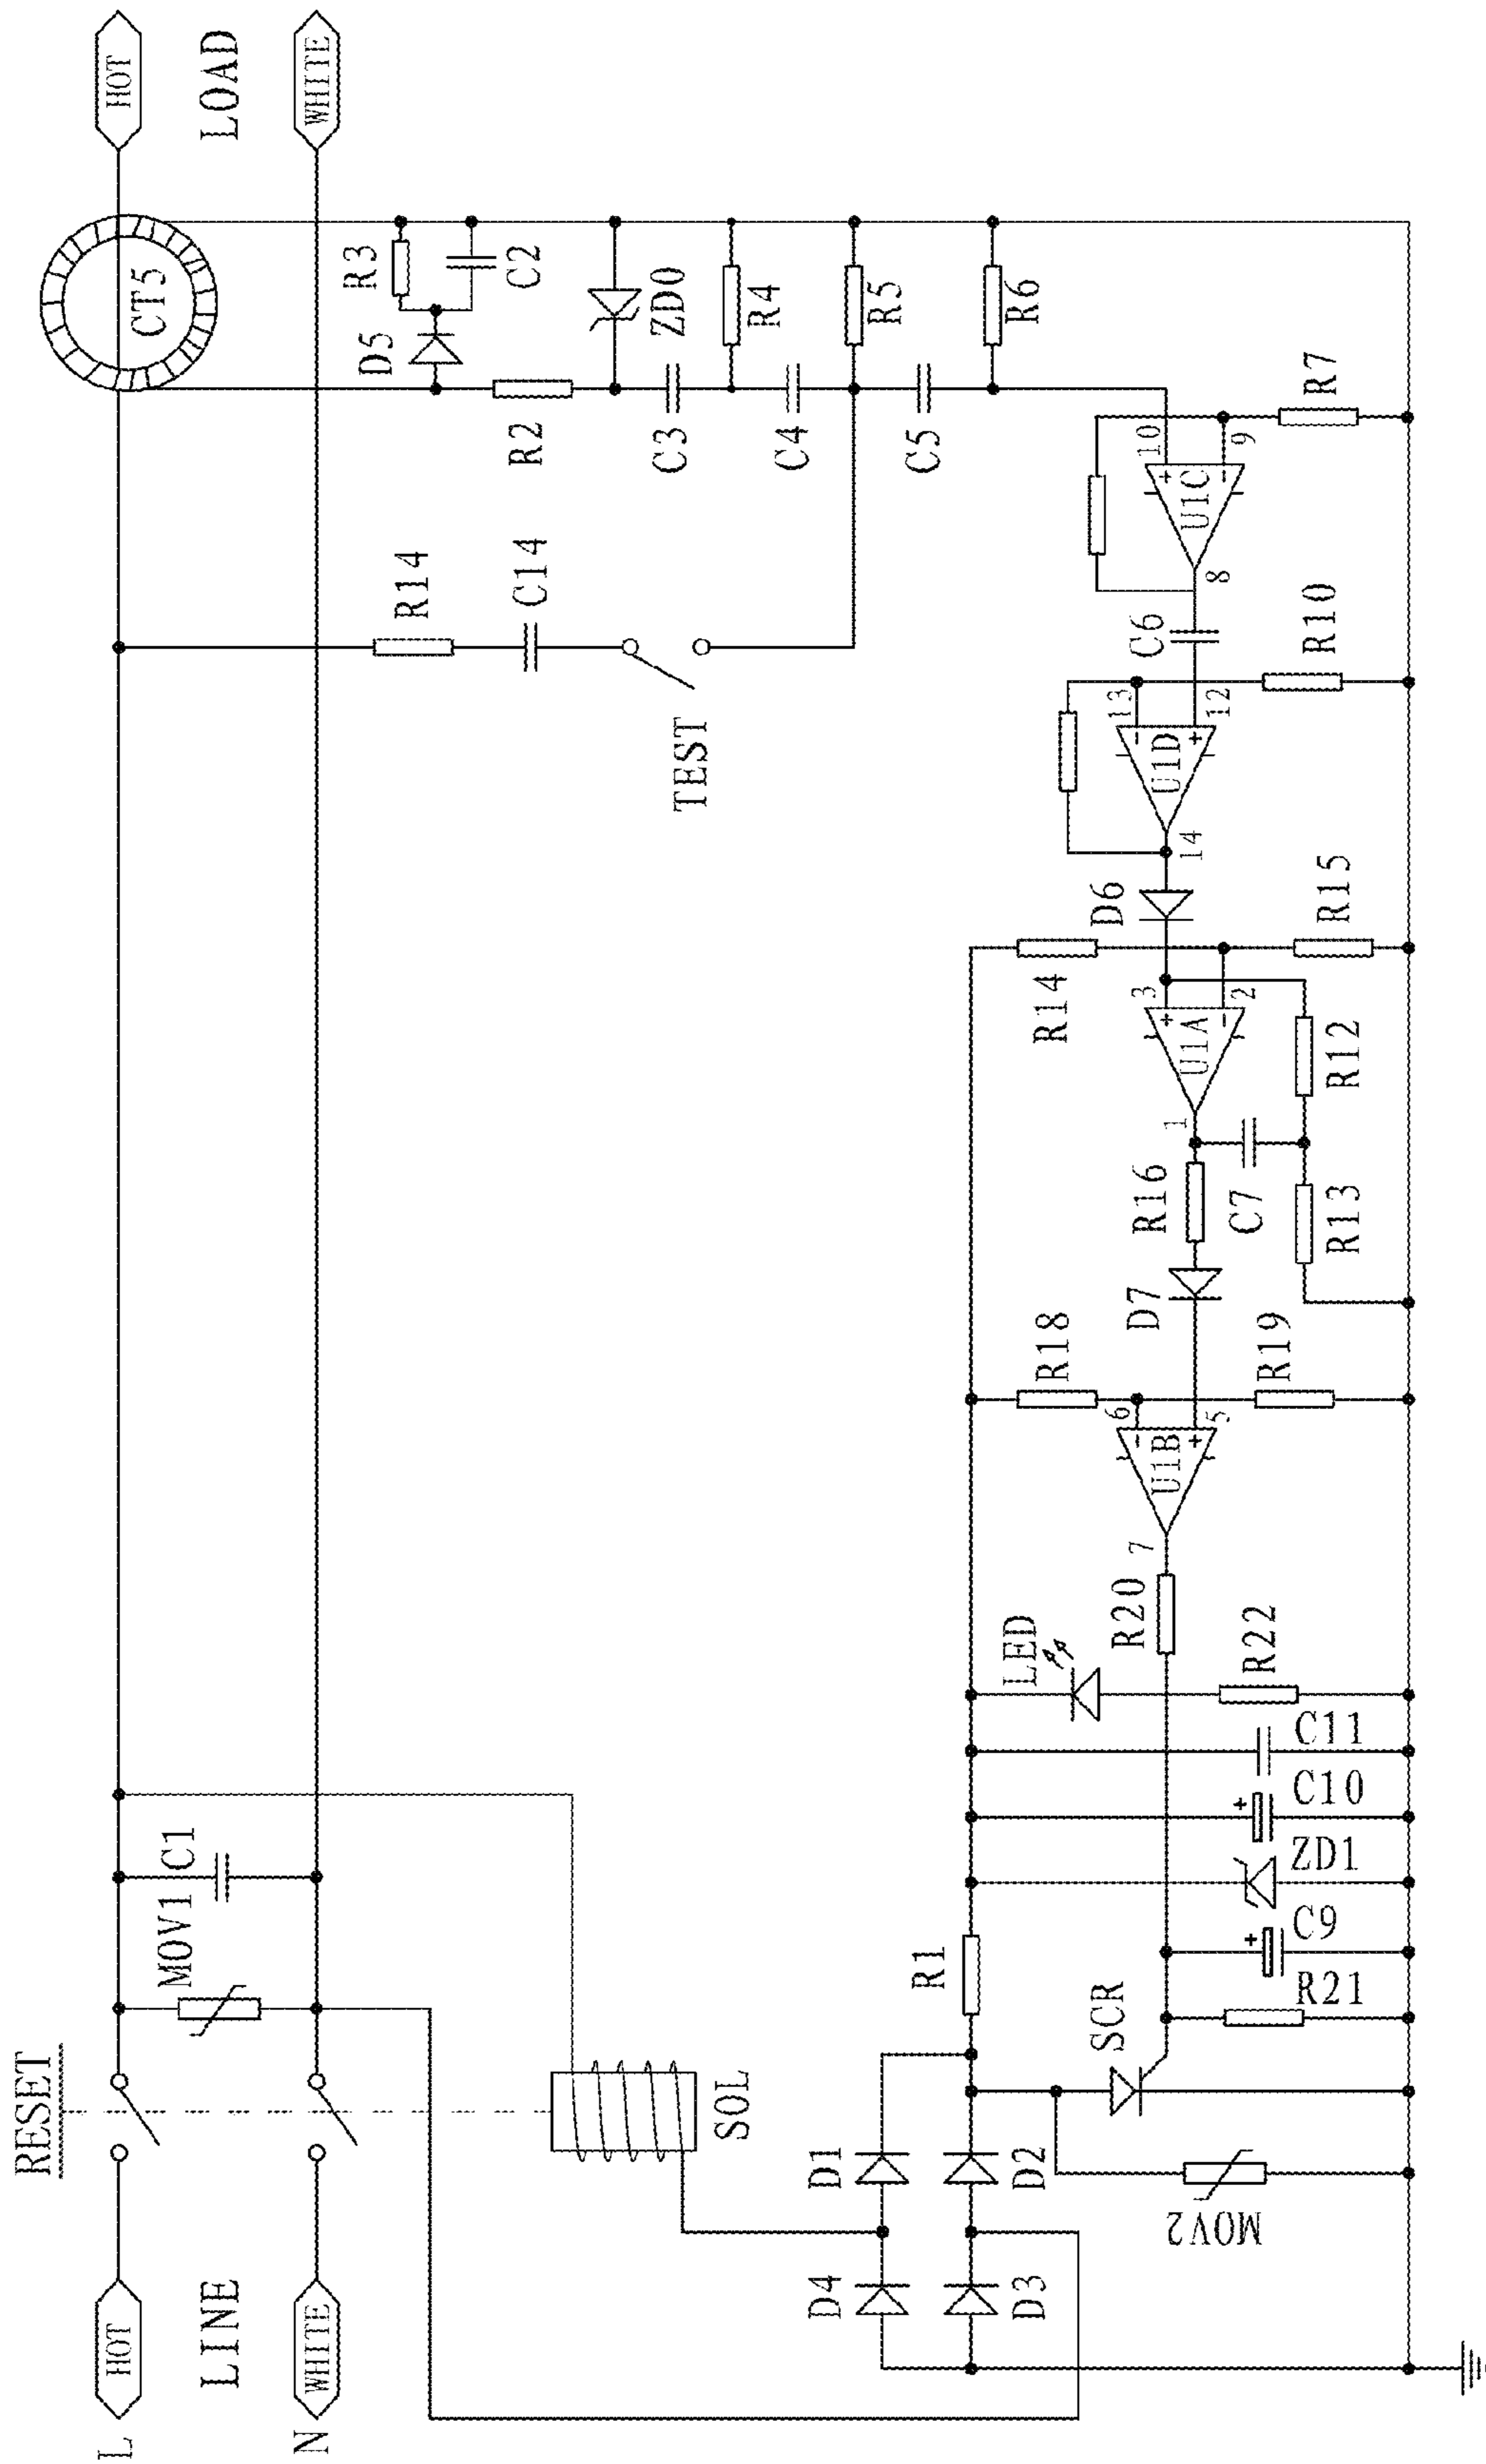 HOT
LOAD
WHITE
CT5
R3
C2
D5
R2
ZD0
C3
R4
C4
R5
C5
R6
R14
C14
TEST
10
9
U1C
+
-
8
R7
C6
R10
13
12
U1D
-
+
14
D6
R15
R14
3
2
U1A
+
-
1
R12
R16
C7
R13
D7
R18
R19
6
5
U1B
-
+
7
R20
LED
R22
C11
+
C10
ZD1
+
C9
R21
R1
SCR
MOV2
C1
MOV1
RESET
SOL
D1
D2
D4
D3
L
HOT
LINE
N
WHITE